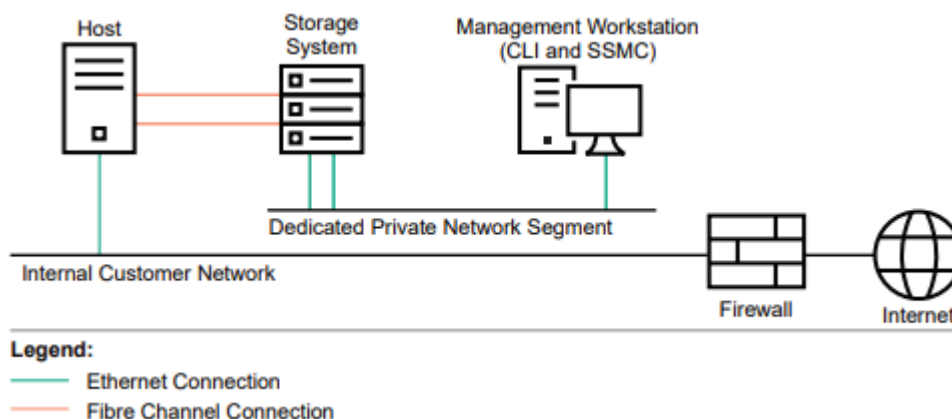 Host
Storage
System
Management Workstation
(CLI and SSMC)
Dedicated Private Network Segment
Internal Customer Network
Firewall
Internet
Legend:
Ethernet Connection
Fibre Channel Connection